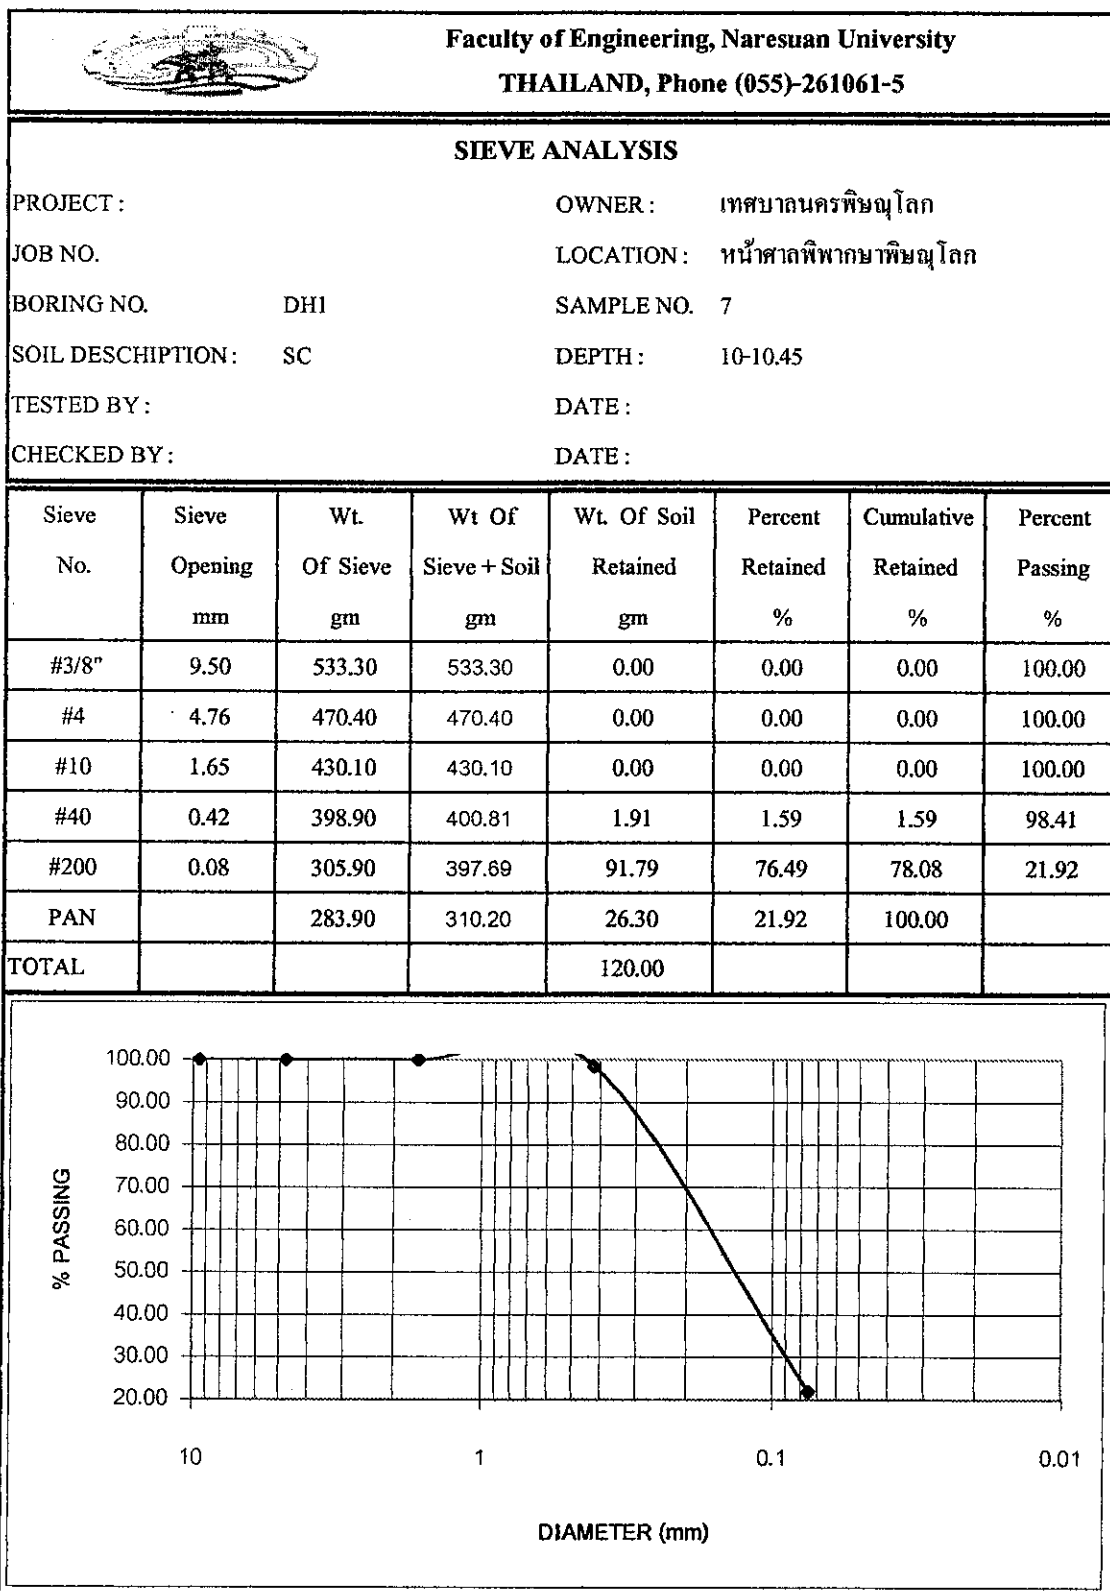 Faculty of Engineering, Naresuan University
THAILAND, Phone (055)-261061-5
SIEVE ANALYSIS
PROJECT : OWNER : เทศบาลนครพิษณุโลก
JOB NO. LOCATION : หน้าศาลพิพากษาพิษณุโลก
BORING NO. DH1 SAMPLE NO. 7
SOIL DESCHIPTION : SC DEPTH : 10-10.45
TESTED BY : DATE :
CHECKED BY : DATE :
Sieve Sieve Wt. Wt Of Wt. Of Soil Percent Cumulative Percent
No. Opening Of Sieve Sieve + Soil Retained Retained Retained Passing
mm gm gm gm % % %
#3/8" 9.50 533.30 533.30 0.00 0.00 0.00 100.00
#4 4.76 470.40 470.40 0.00 0.00 0.00 100.00
#10 1.65 430.10 430.10 0.00 0.00 0.00 100.00
#40 0.42 398.90 400.81 1.91 1.59 1.59 98.41
#200 0.08 305.90 397.69 91.79 76.49 78.08 21.92
PAN 283.90 310.20 26.30 21.92 100.00
TOTAL 120.00
100.00
90.00
80.00
70.00
60.00
50.00
40.00
30.00
20.00
% PASSING
10 1 0.1 0.01
DIAMETER (mm)